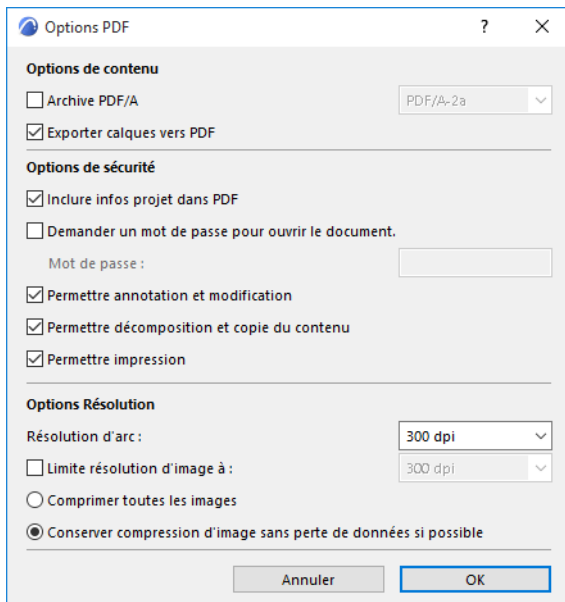 Options PDF
?
Options de contenu
Archive PDF/A
PDF/A-2a
Exporter calques vers PDF
Options de sécurité
Inclure infos projet dans PDF
Demander un mot de passe pour ouvrir le document.
Mot de passe :
Permettre annotation et modification
Permettre décomposition et copie du contenu
Permettre impression
Options Résolution
Résolution d'arc :
300 dpi
Limite résolution d'image à :
300 dpi
Comprimer toutes les images
Conserver compression d'image sans perte de données si possible
Annuler
OK